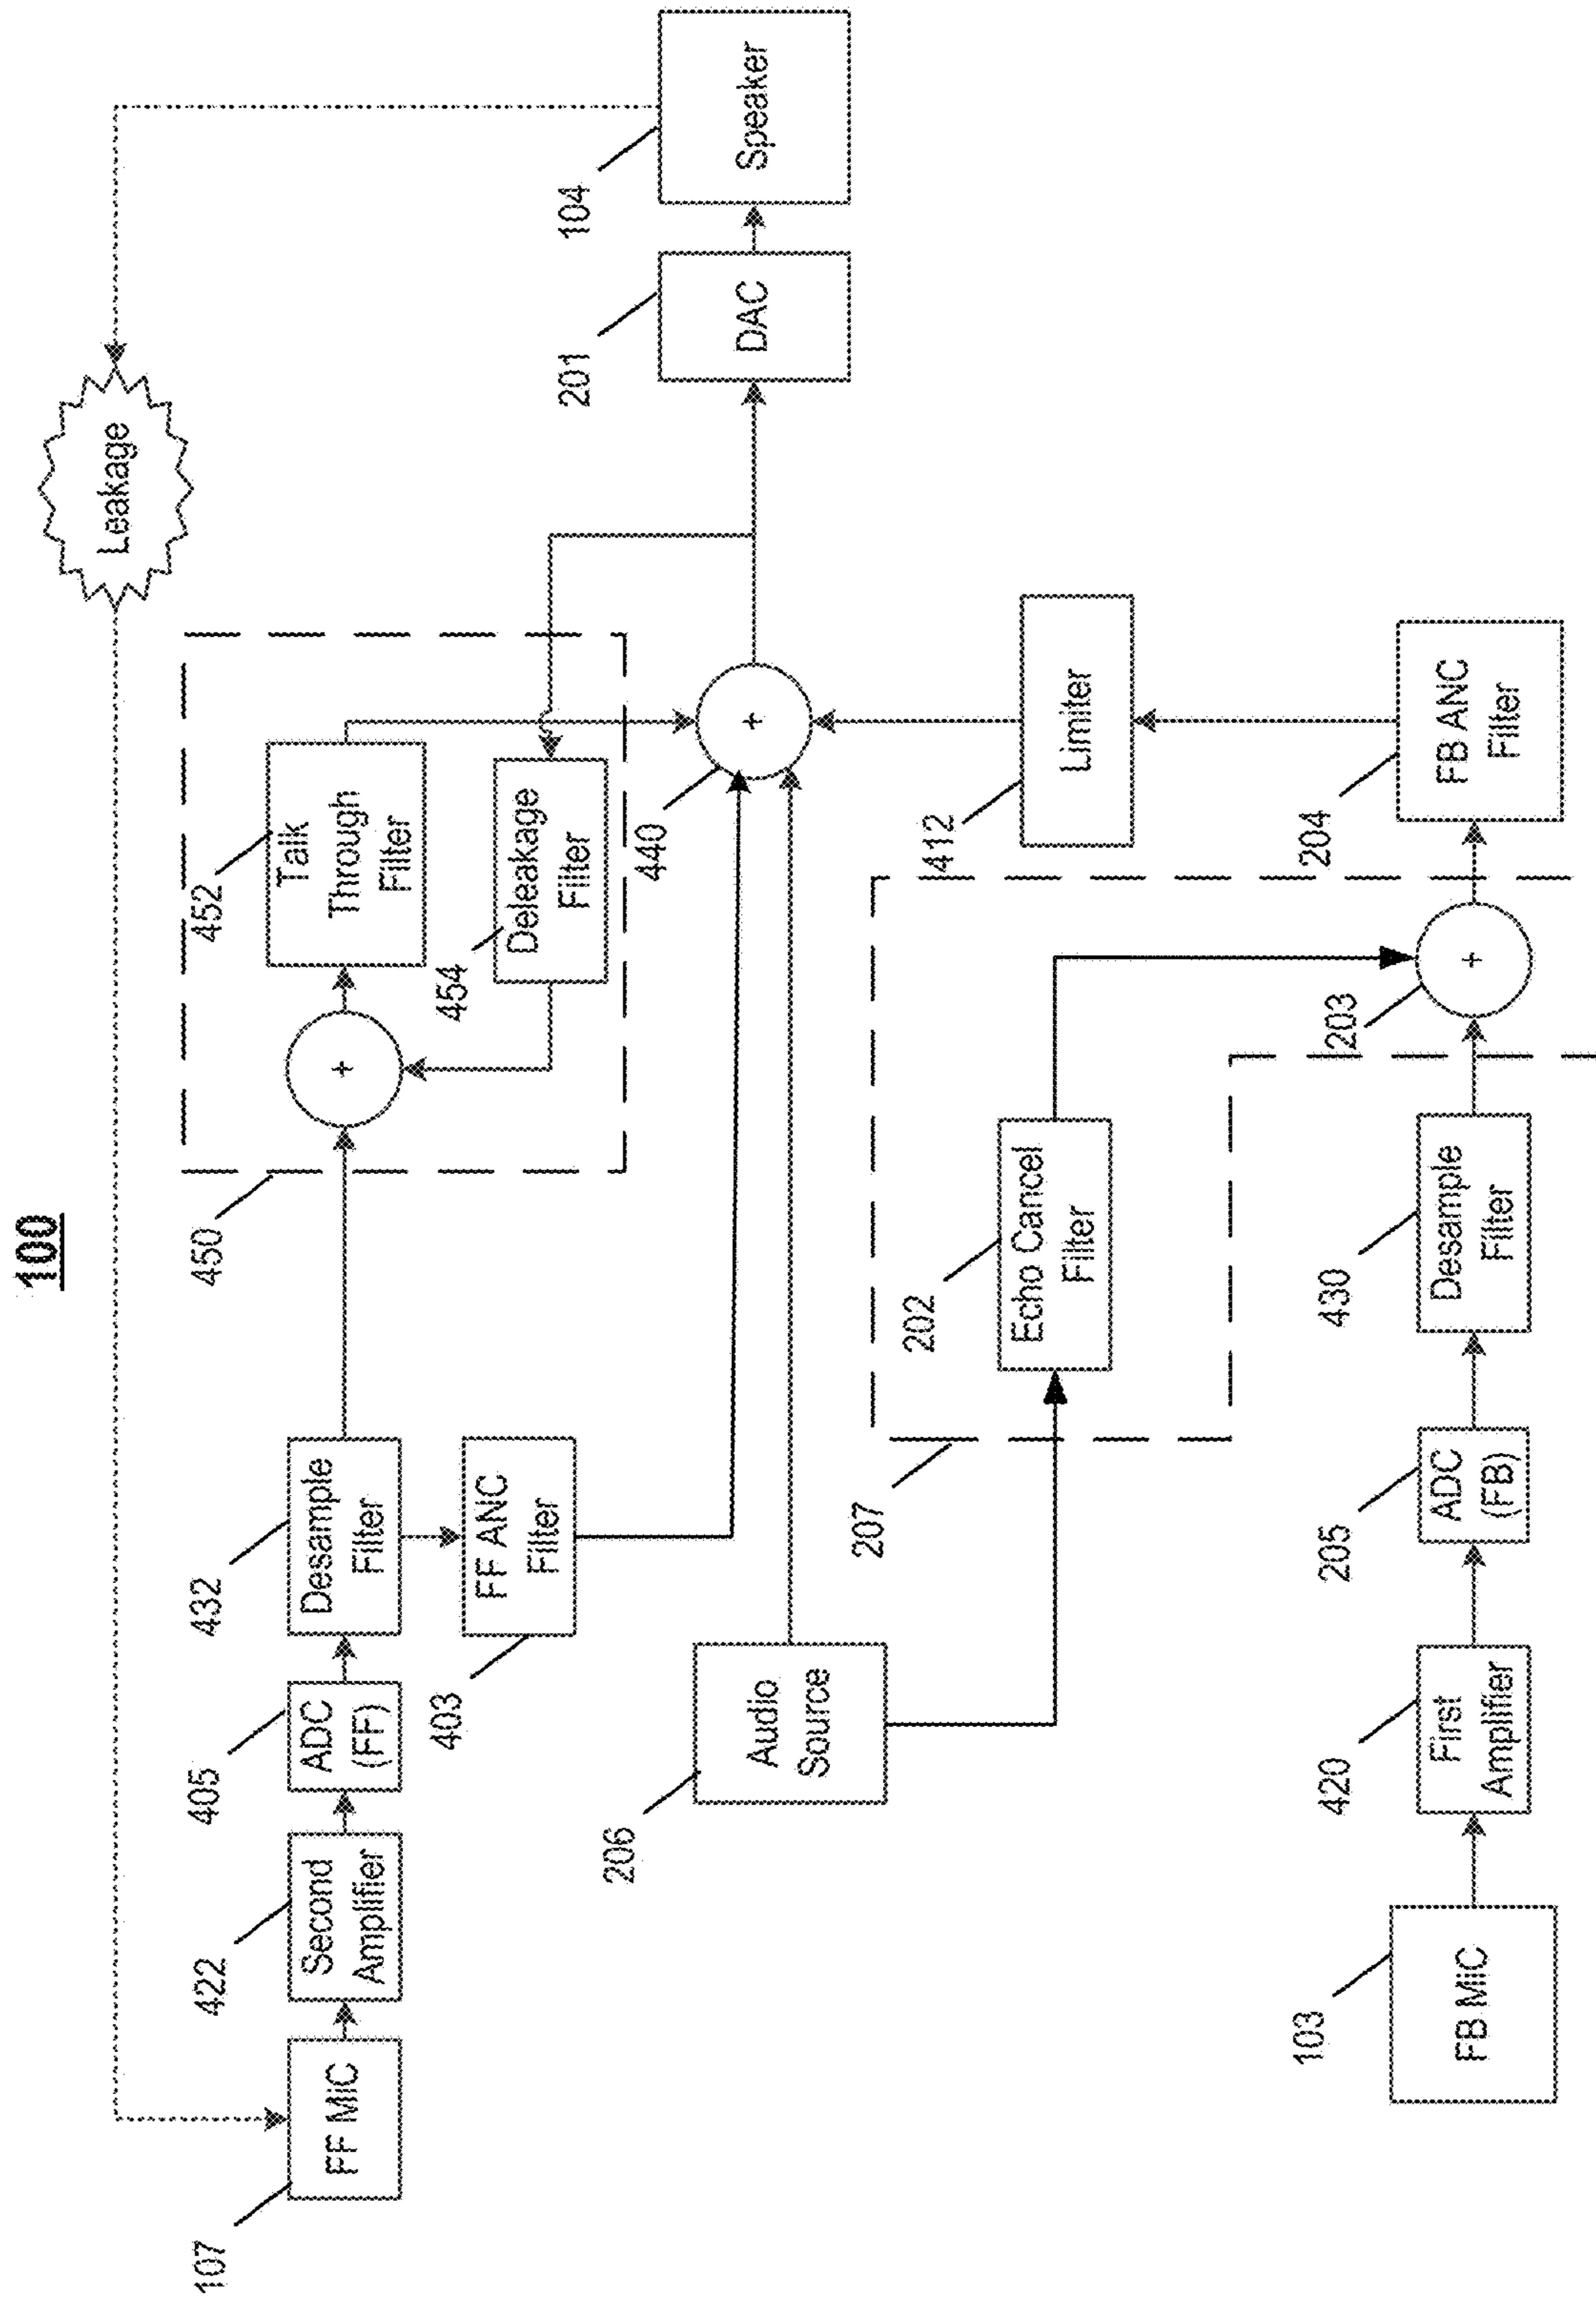 100
Leakage
107
FF MIC
422
Second
Amplifier
405
ADC
(FF)
432
Desample
Filter
403
FF ANC
Filter
450
+
452
Talk
Through
Filter
454
Deleakage
Filter
440
+
201
DAC
104
Speaker
206
Audio
Source
207
202
Echo Cancel
Filter
412
Limiter
103
FB MIC
420
First
Amplifier
205
ADC
(FB)
430
Desample
Filter
203
+
204
FB ANC
Filter